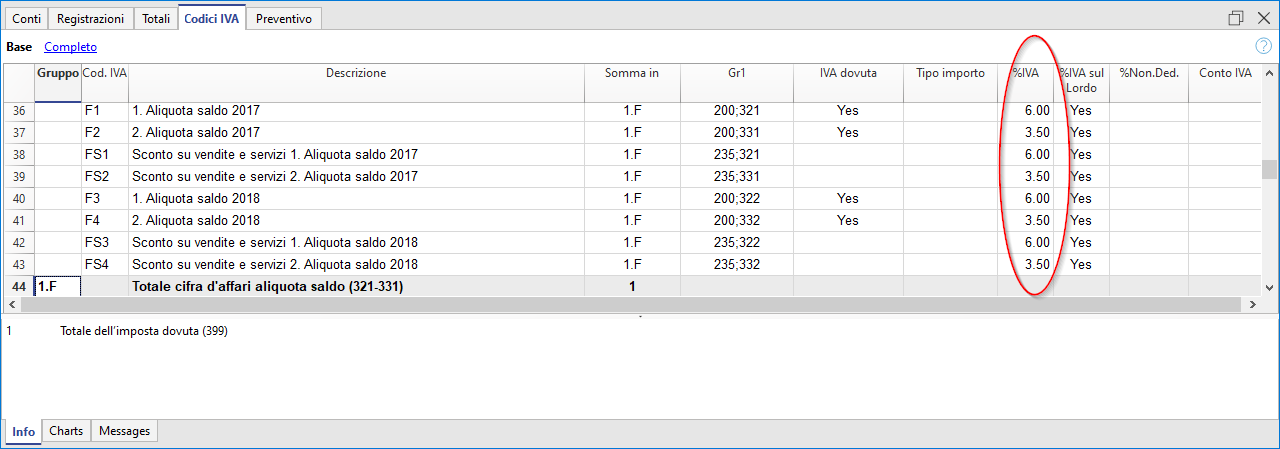 Conti Registrazioni Totali Codici IVA Preventivo
Base Completo ?
Gruppo Cod. IVA Descrizione Somma in Gr1 IVA dovuta Tipo importo %IVA %IVA sul Lordo %Non.Ded. Conto IVA
36 F1 1. Aliquota saldo 2017 1.F 200;321 Yes 6.00 Yes
37 F2 2. Aliquota saldo 2017 1.F 200;331 Yes 3.50 Yes
38 FS1 Sconto su vendite e servizi 1. Aliquota saldo 2017 1.F 235;321 6.00 Yes
39 FS2 Sconto su vendite e servizi 2. Aliquota saldo 2017 1.F 235;331 3.50 Yes
40 F3 1. Aliquota saldo 2018 1.F 200;322 Yes 6.00 Yes
41 F4 2. Aliquota saldo 2018 1.F 200;332 Yes 3.50 Yes
42 FS3 Sconto su vendite e servizi 1. Aliquota saldo 2018 1.F 235;322 6.00 Yes
43 FS4 Sconto su vendite e servizi 2. Aliquota saldo 2018 1.F 235;332 3.50 Yes
44 1.F Totale cifra d'affari aliquota saldo (321-331) 1
1 Totale dell'imposta dovuta (399)
Info Charts Messages